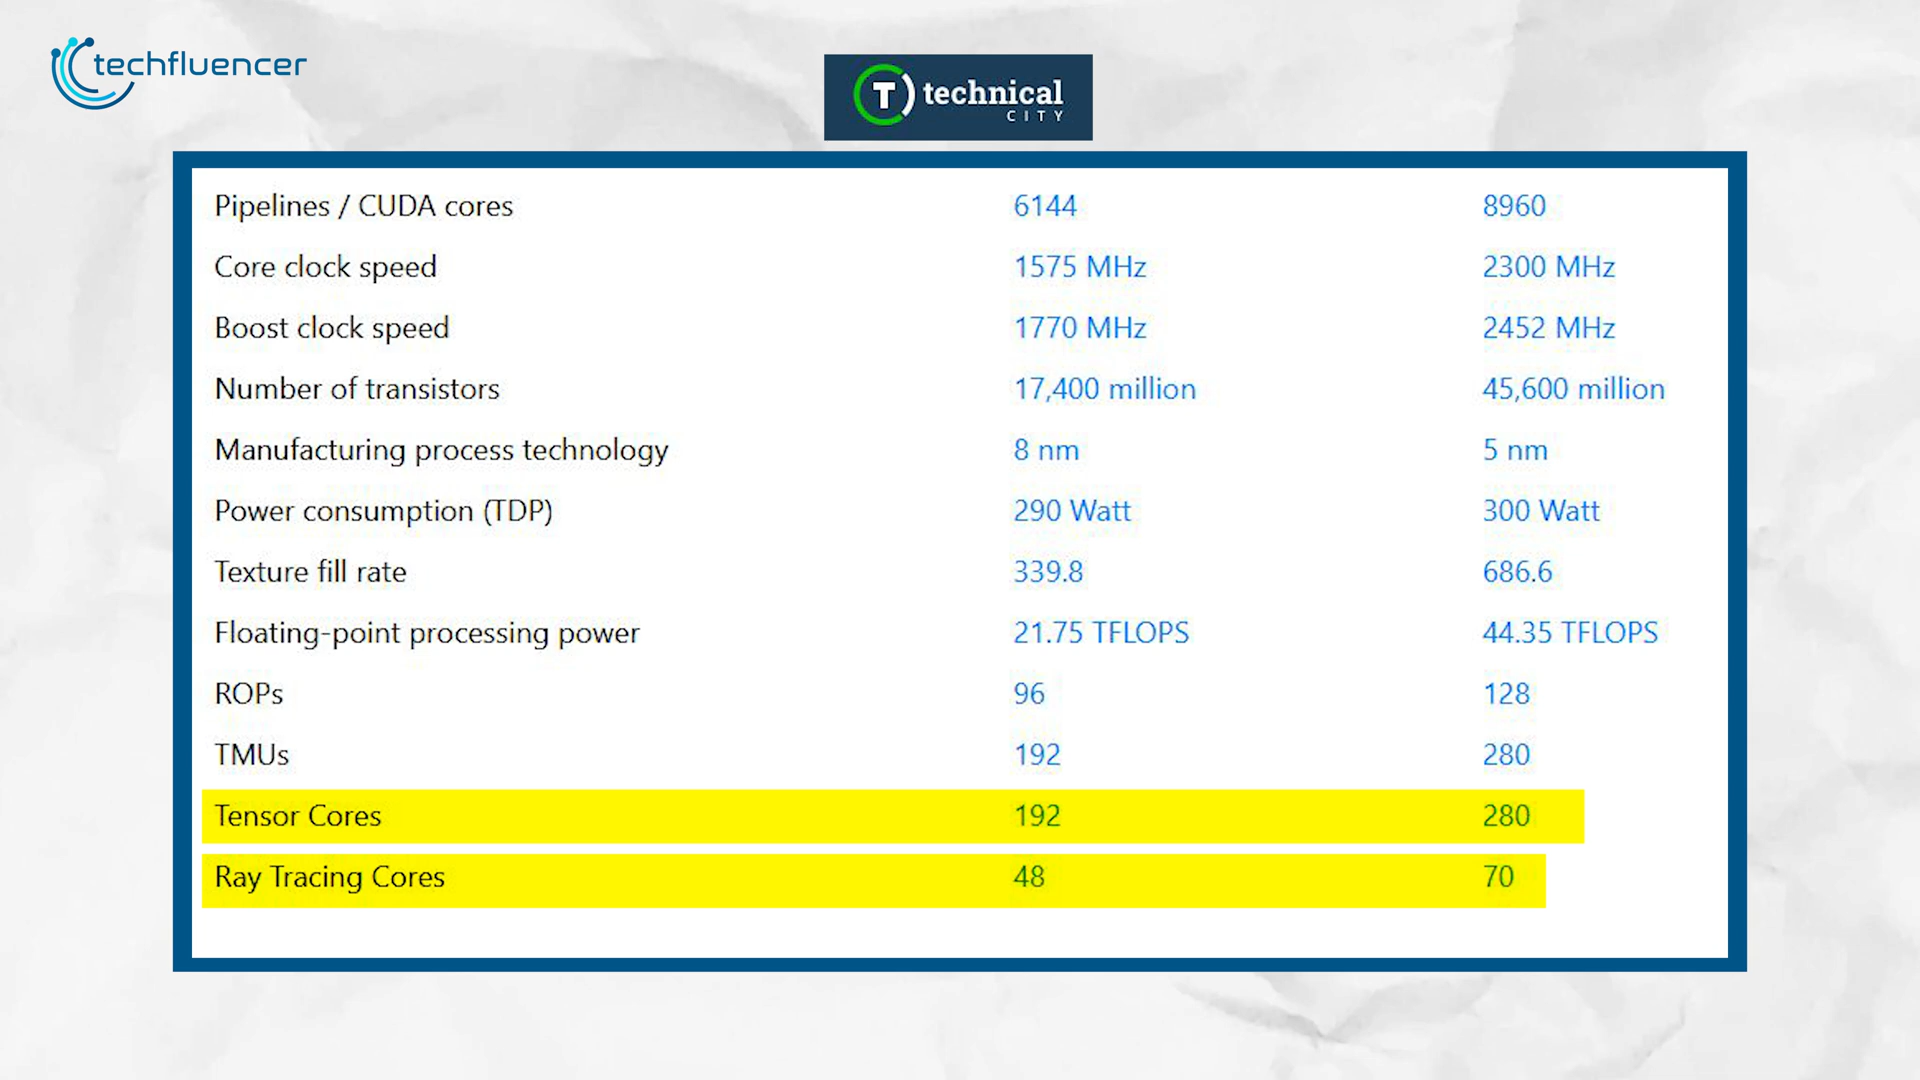 techfluencer
T technical
CITY
Pipelines / CUDA cores 6144 8960
Core clock speed 1575 MHz 2300 MHz
Boost clock speed 1770 MHz 2452 MHz
Number of transistors 17,400 million 45,600 million
Manufacturing process technology 8 nm 5 nm
Power consumption (TDP) 290 Watt 300 Watt
Texture fill rate 339.8 686.6
Floating-point processing power 21.75 TFLOPS 44.35 TFLOPS
ROPs 96 128
TMUs 192 280
Tensor Cores 192 280
Ray Tracing Cores 48 70